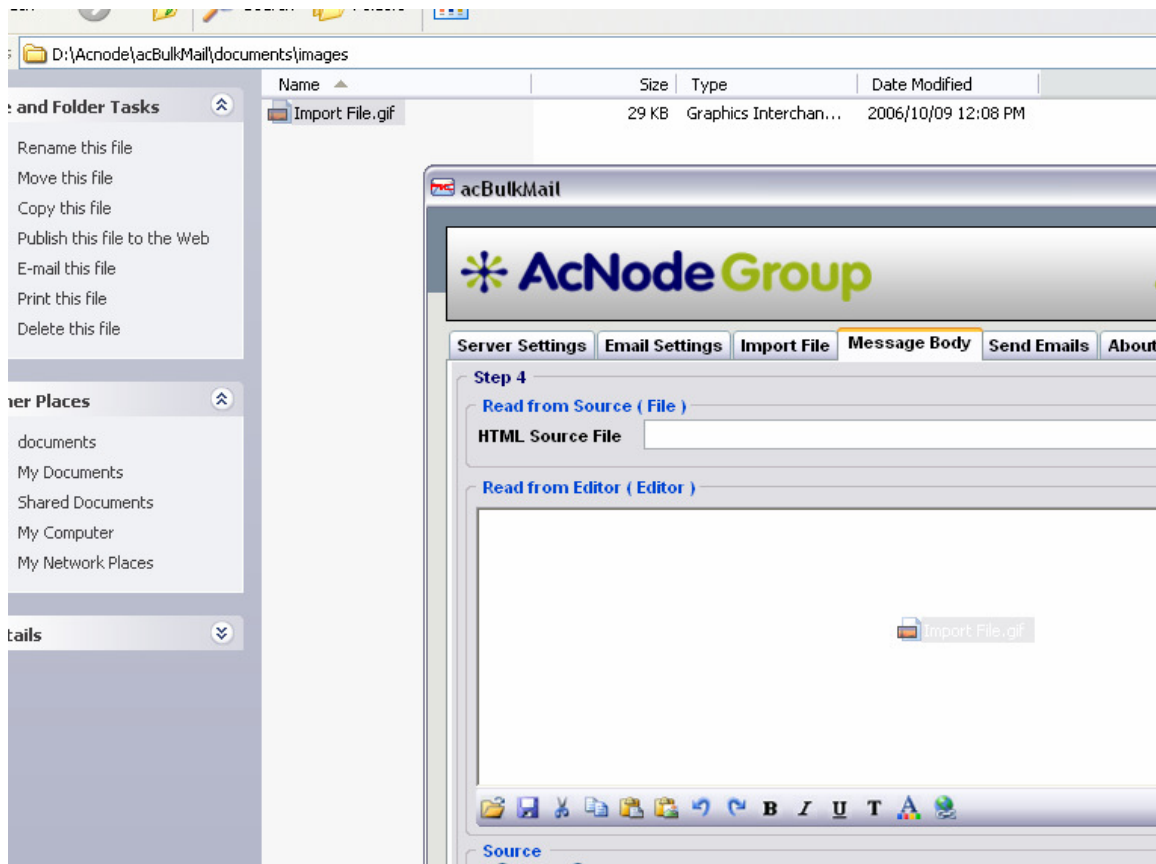 Search Folders
D:\Acnode\acBulkMail\documents\images
Name Size Type Date Modified
Import File.gif 29 KB Graphics Interchan... 2006/10/09 12:08 PM
e and Folder Tasks
Rename this file
Move this file
Copy this file
Publish this file to the Web
E-mail this file
Print this file
Delete this file
her Places
documents
My Documents
Shared Documents
My Computer
My Network Places
tails
acBulkMail
AcNode Group
Server Settings Email Settings Import File Message Body Send Emails About
Step 4
Read from Source ( File )
HTML Source File
Read from Editor ( Editor )
Import File.gif
B I U T A
Source